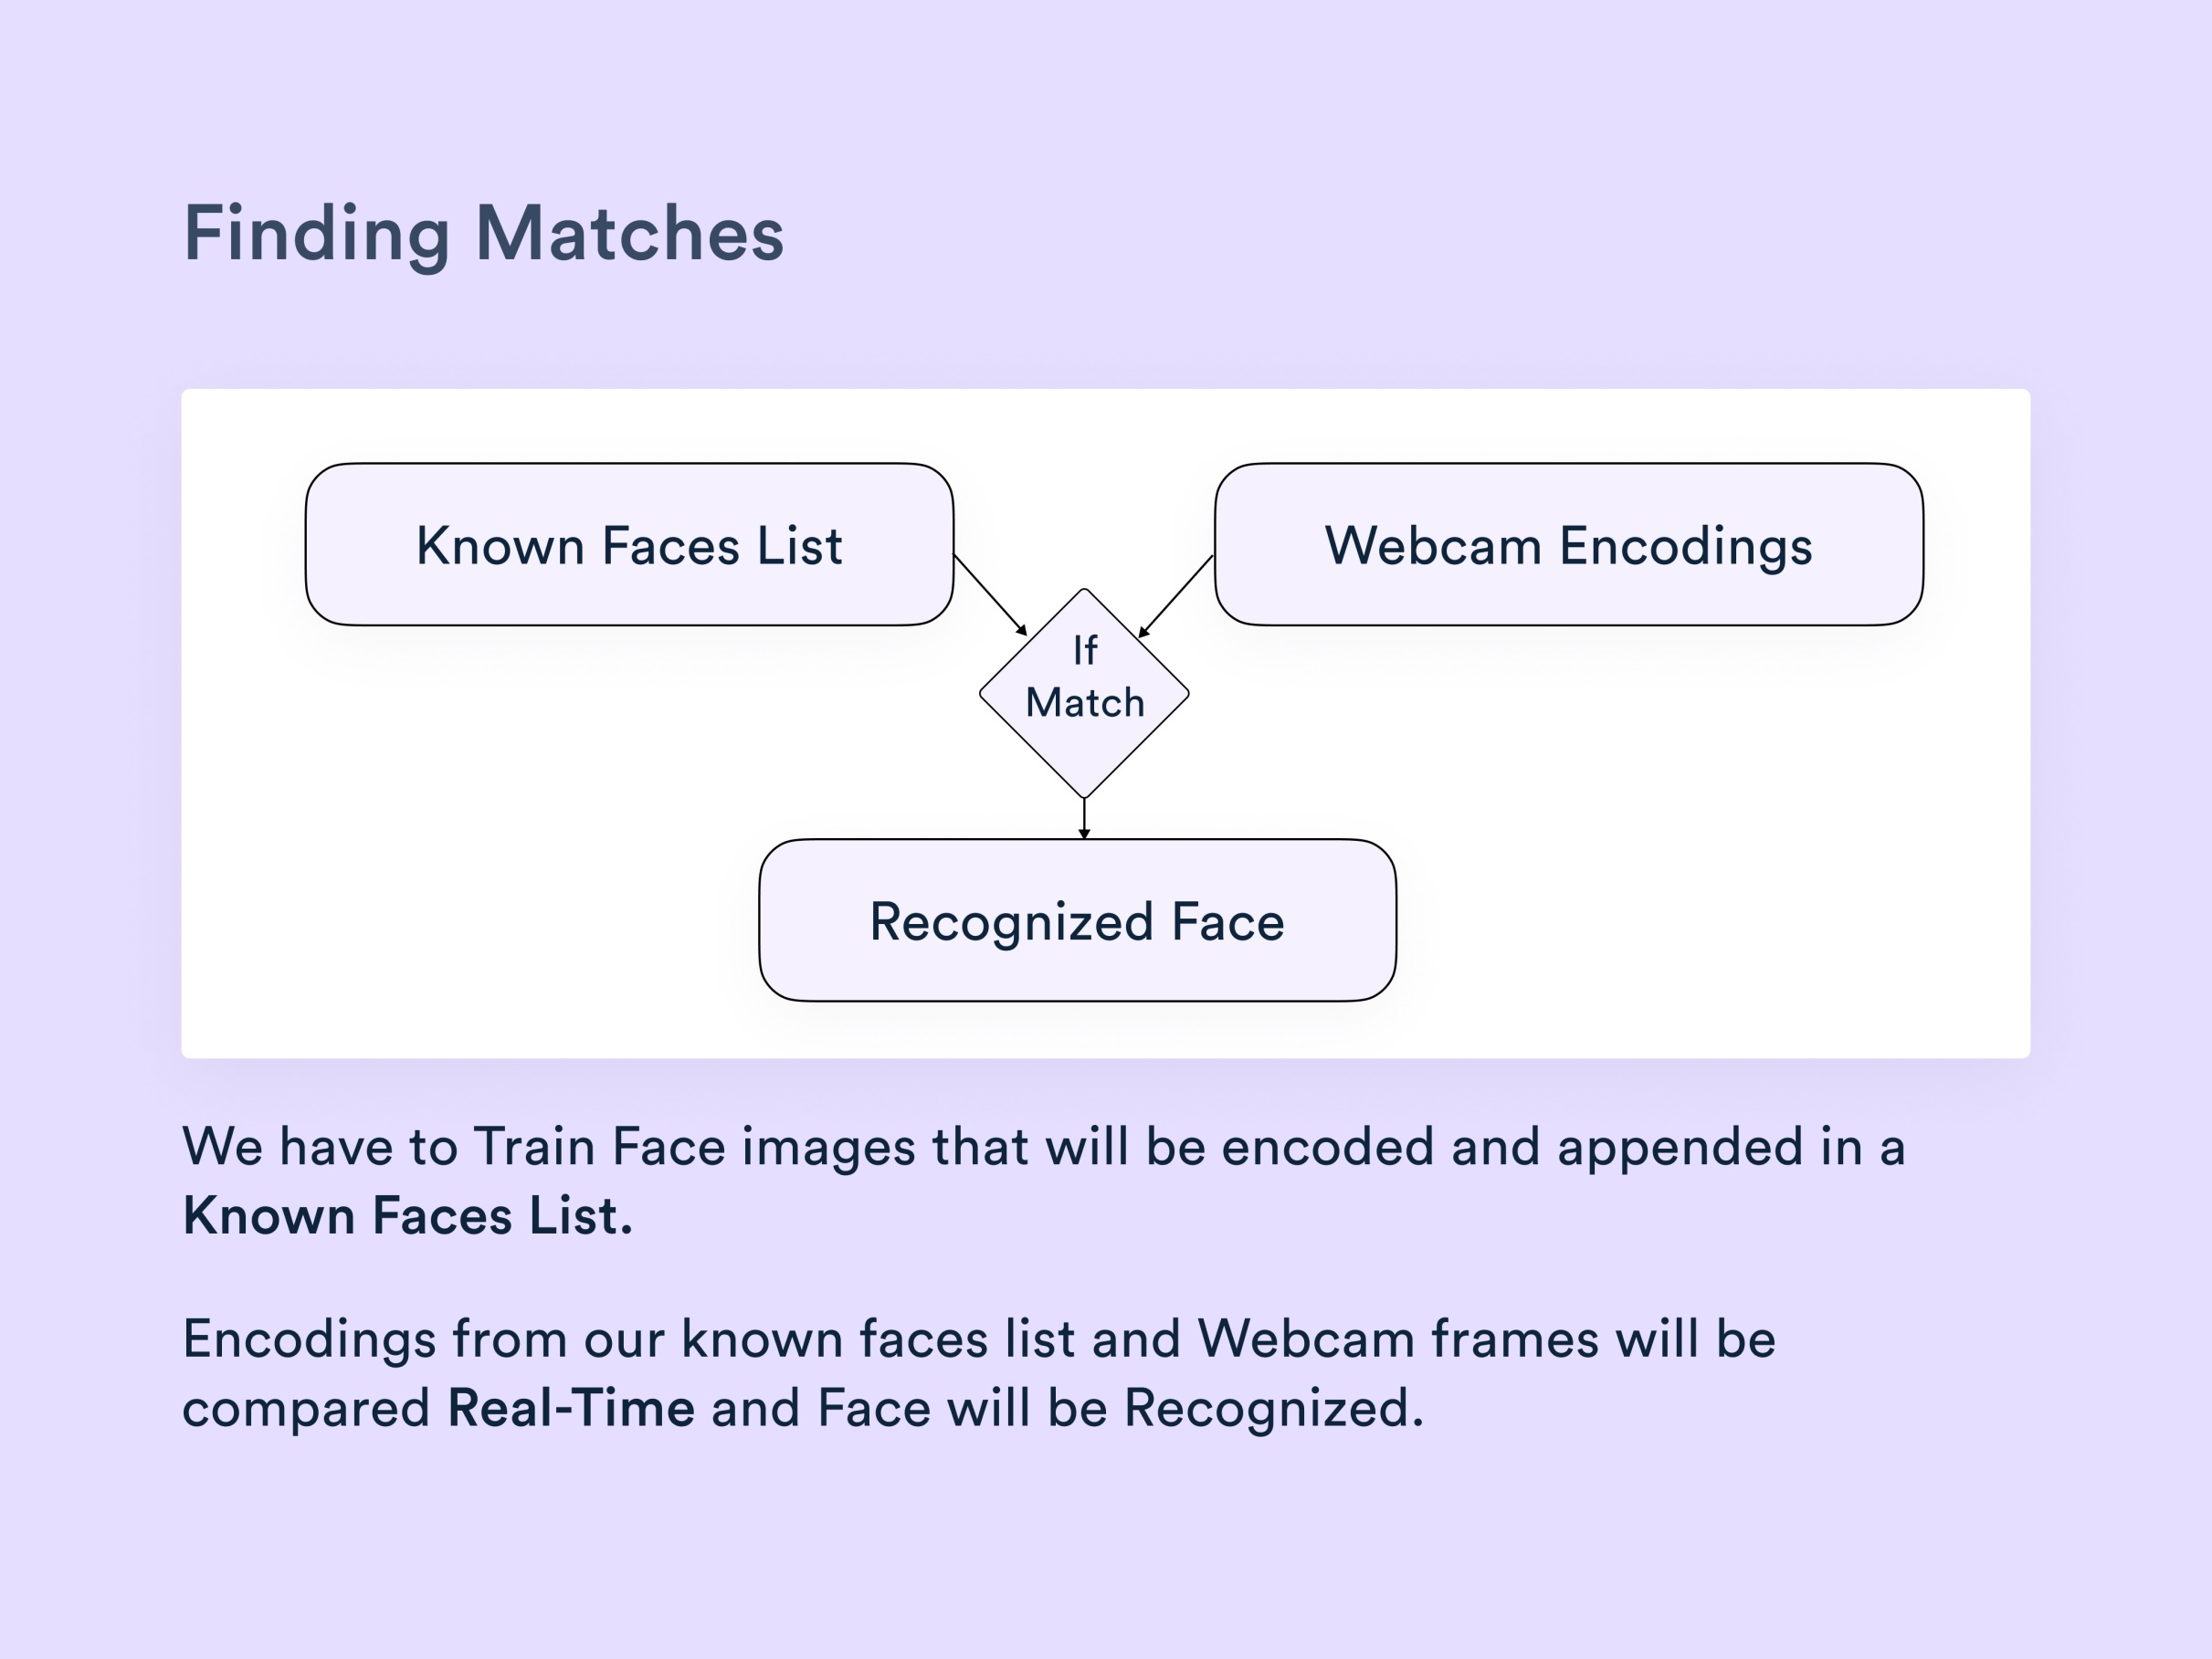 Finding Matches
Known Faces List
Webcam Encodings
If
Match
Recognized Face
We have to Train Face images that will be encoded and appended in a
Known Faces List.
Encodings from our known faces list and Webcam frames will be
compared Real-Time and Face will be Recognized.